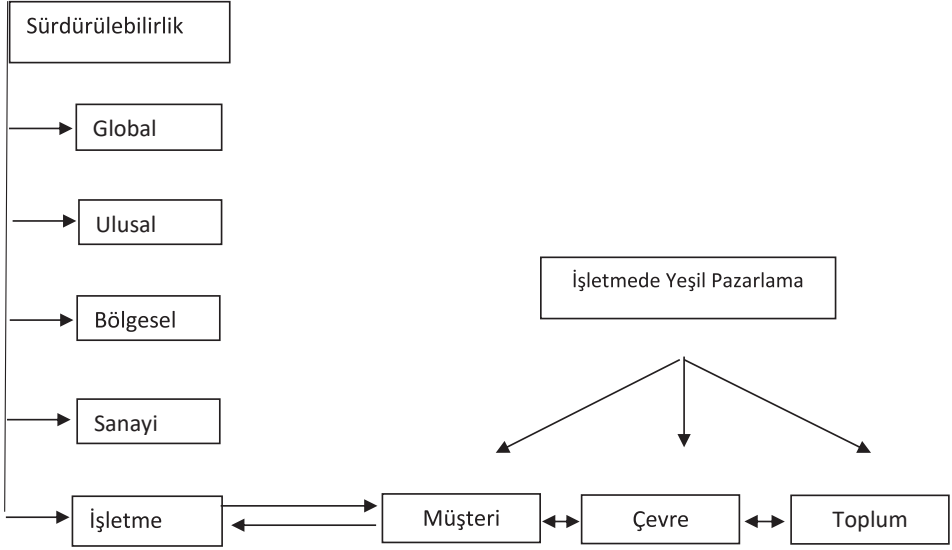 Sürdürülebilirlik
Global
Ulusal
Bölgesel
Sanayi
İşletme
İşletmede Yeşil Pazarlama
Müşteri
Çevre
Toplum